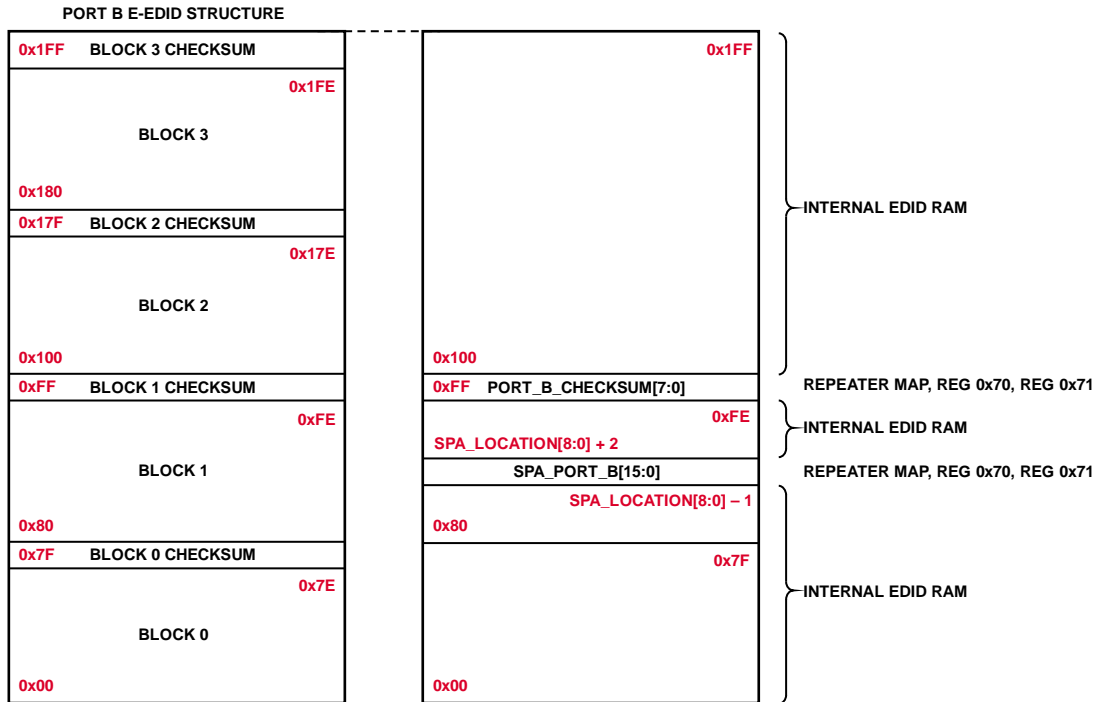 PORT B E-EDID STRUCTURE
0x1FF BLOCK 3 CHECKSUM
0x1FE
BLOCK 3
0x180
0x17F BLOCK 2 CHECKSUM
0x17E
BLOCK 2
0x100
0xFF BLOCK 1 CHECKSUM
0xFE
BLOCK 1
0x80
0x7F BLOCK 0 CHECKSUM
0x7E
BLOCK 0
0x00
0x1FF
0x100
0xFF PORT_B_CHECKSUM[7:0]
0xFE
SPA_LOCATION[8:0] + 2
SPA_PORT_B[15:0]
SPA_LOCATION[8:0] – 1
0x80
0x7F
0x00
INTERNAL EDID RAM
REPEATER MAP, REG 0x70, REG 0x71
INTERNAL EDID RAM
REPEATER MAP, REG 0x70, REG 0x71
INTERNAL EDID RAM